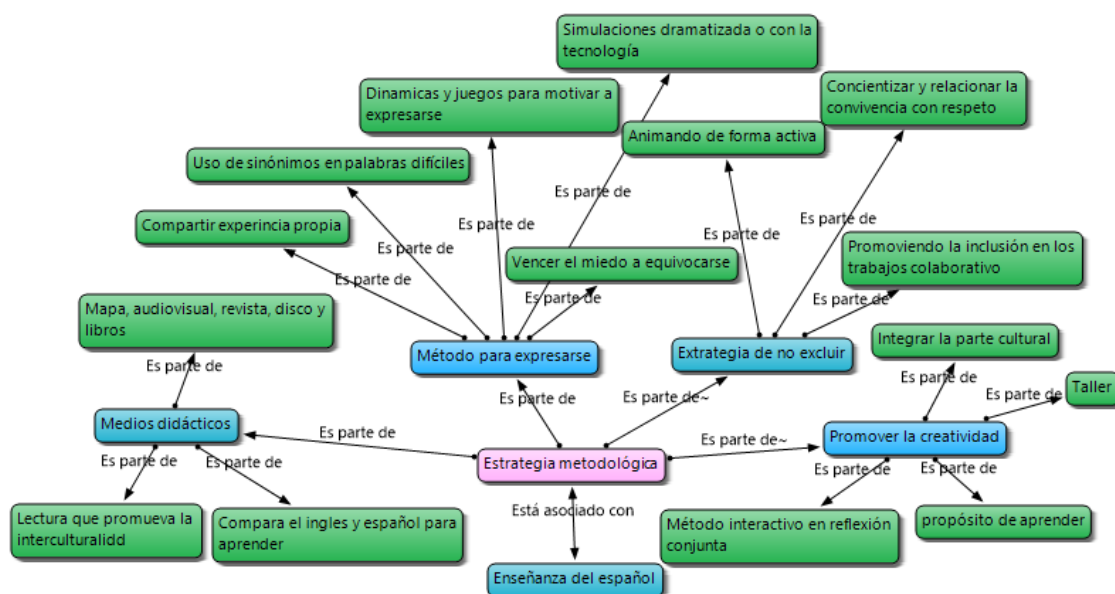 Simulaciones dramatizada o con la
tecnología
Dinamicas y juegos para motivar a
expresarse
Concientizar y relacionar la
convivencia con respeto
Animando de forma activa
Uso de sinónimos en palabras difíciles
Es parte de
Compartir experincia propia
Es parte de
Es parte de
Es parte de
Es parte de
Promoviendo la inclusión en los
trabajos colaborativo
Vencer el miedo a equivocarse
Es parte de
Es parte de
Mapa, audiovisual, revista, disco y
libros
Integrar la parte cultural
Método para expresarse
Extrategia de no excluir
Es parte de
Es parte de
Es parte de
Taller
Es parte de
Es parte de~
Medios didácticos
Es parte de
Es parte de~
Promover la creatividad
Es parte de
Es parte de
Estrategia metodológica
Es parte de
Es parte de
Está asociado con
Lectura que promueva la
interculturalidd
Compara el ingles y español para
aprender
Método interactivo en reflexión
conjunta
propósito de aprender
Enseñanza del español